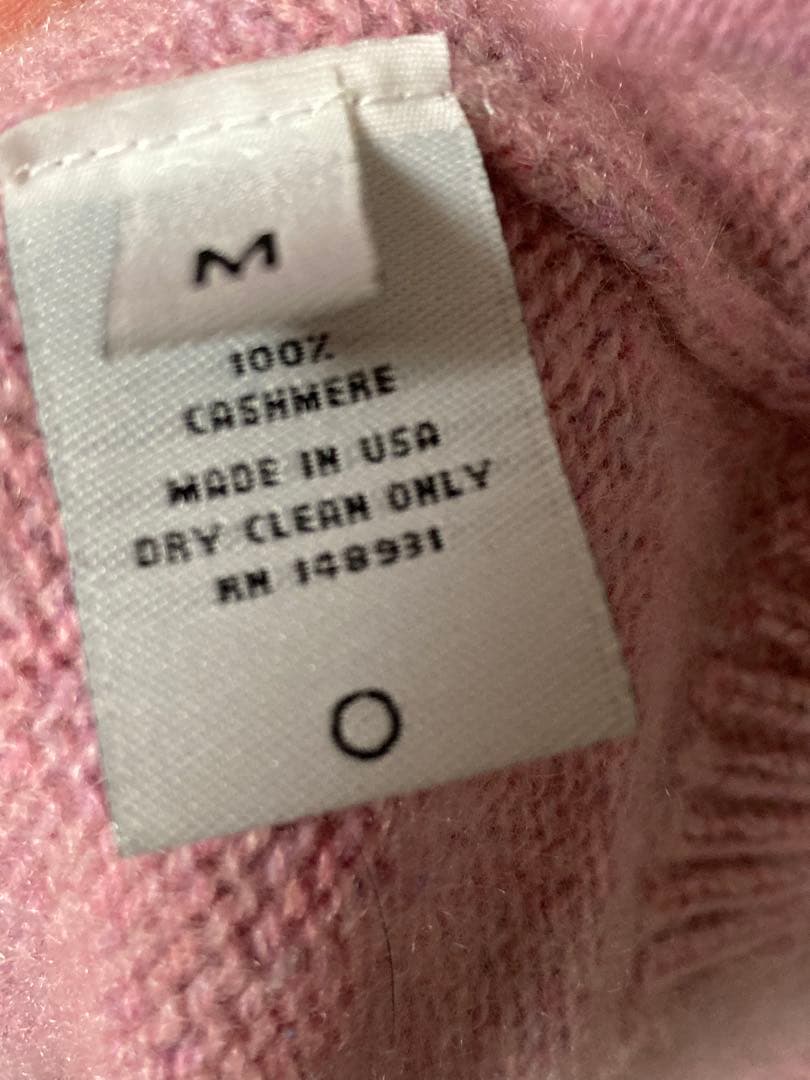 M
100%
CASHMERE
MADE IN USA
DRY CLEAN ONLY
RN 148931